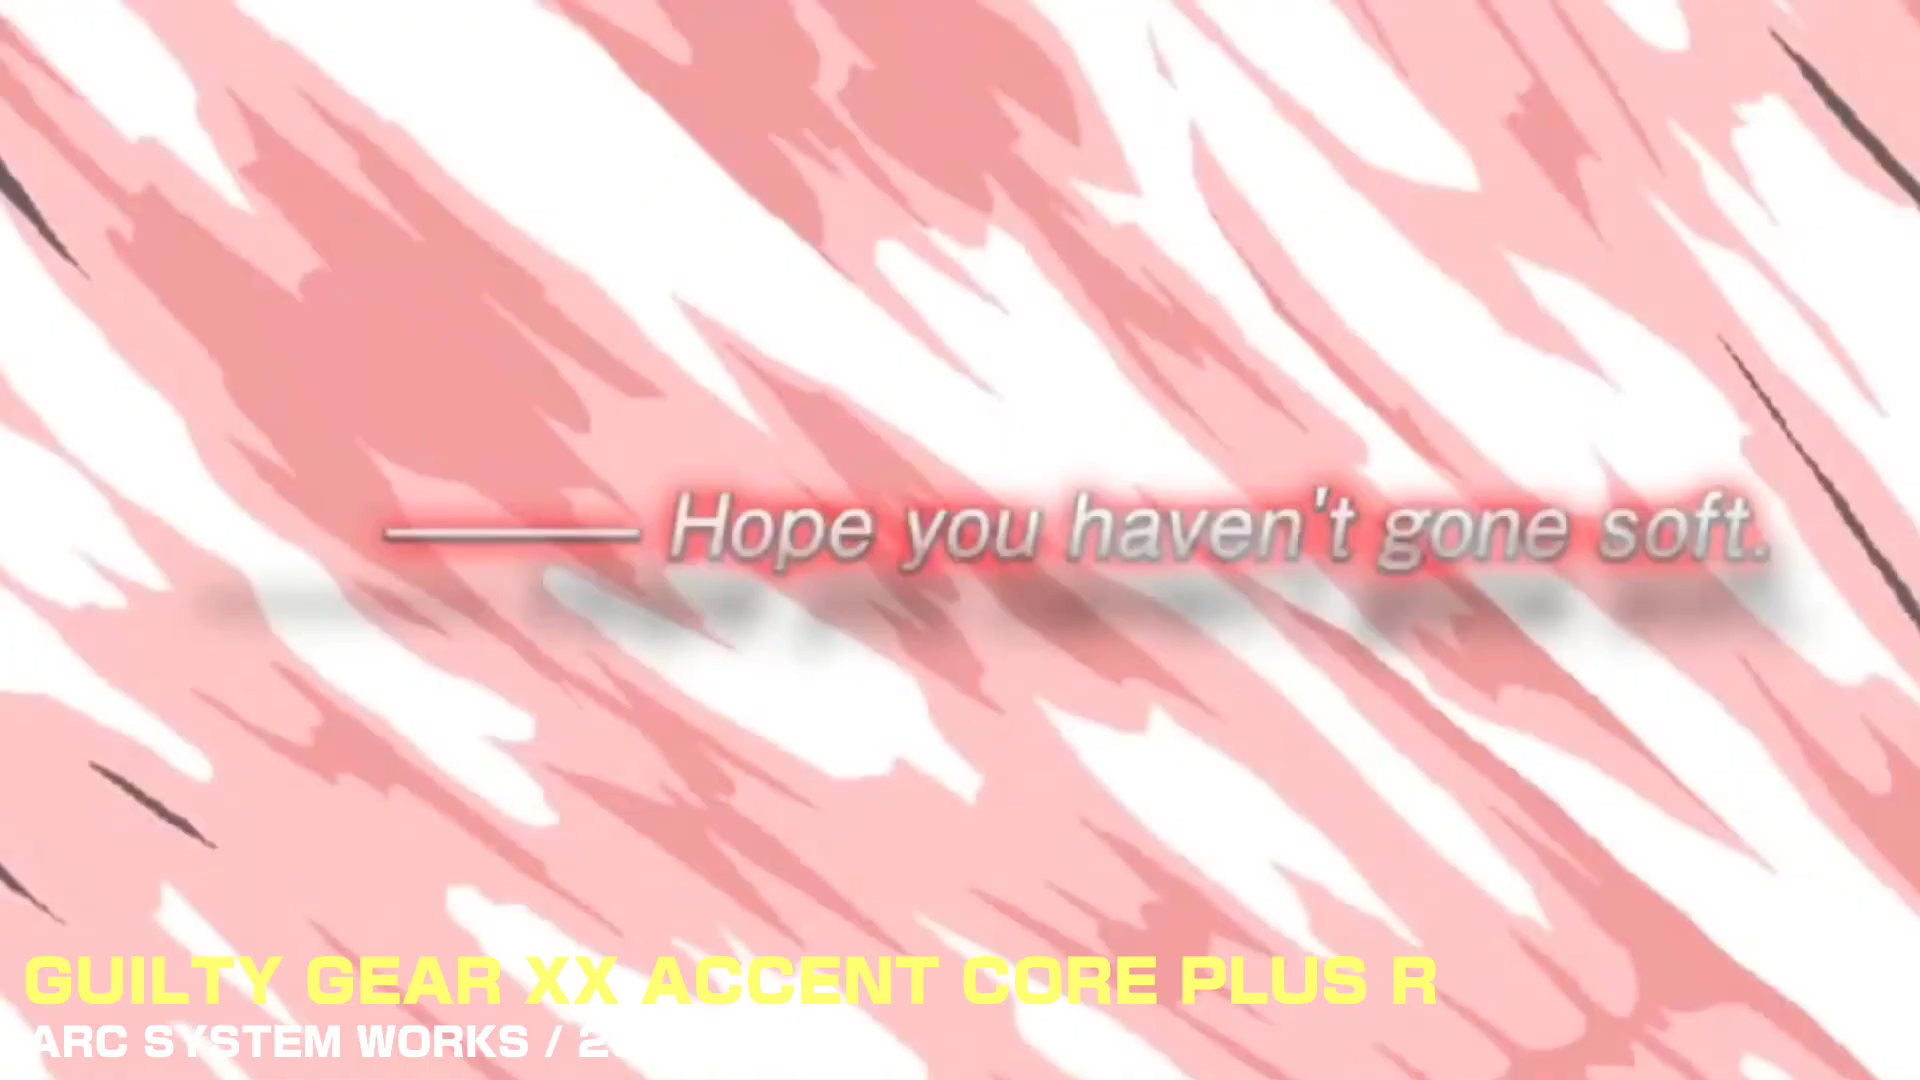 Hope you haven't gone soft.
GUILTY GEAR XX ACCENT CORE PLUS R
ARC SYSTEM WORKS /